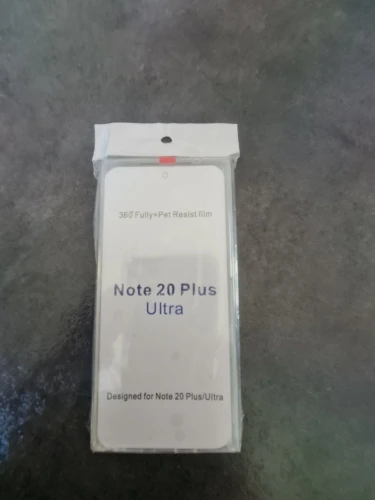 360 Fully+Pet Resist film
Note 20 Plus
Ultra
Designed for Note 20 Plus/Ultra